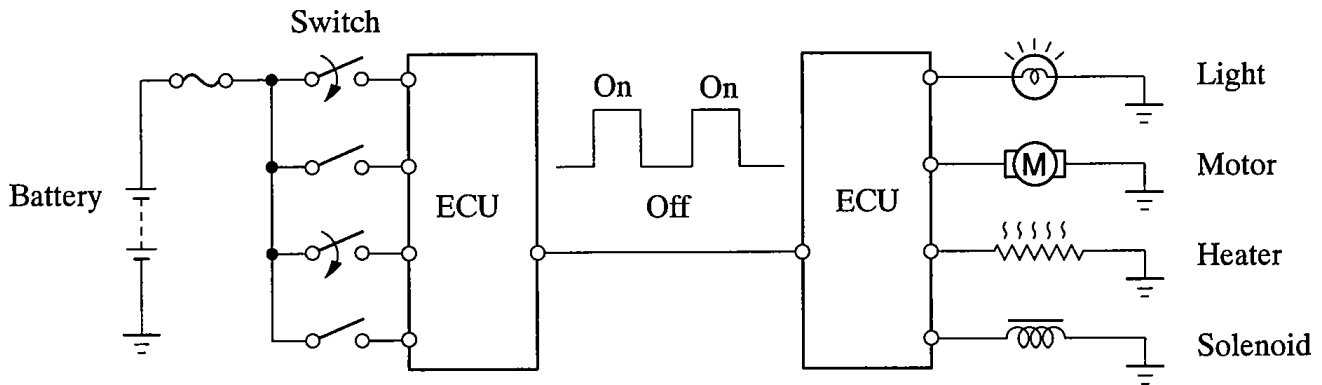 Switch
Battery
ECU
On
On
Off
ECU
M
Light
Motor
Heater
Solenoid